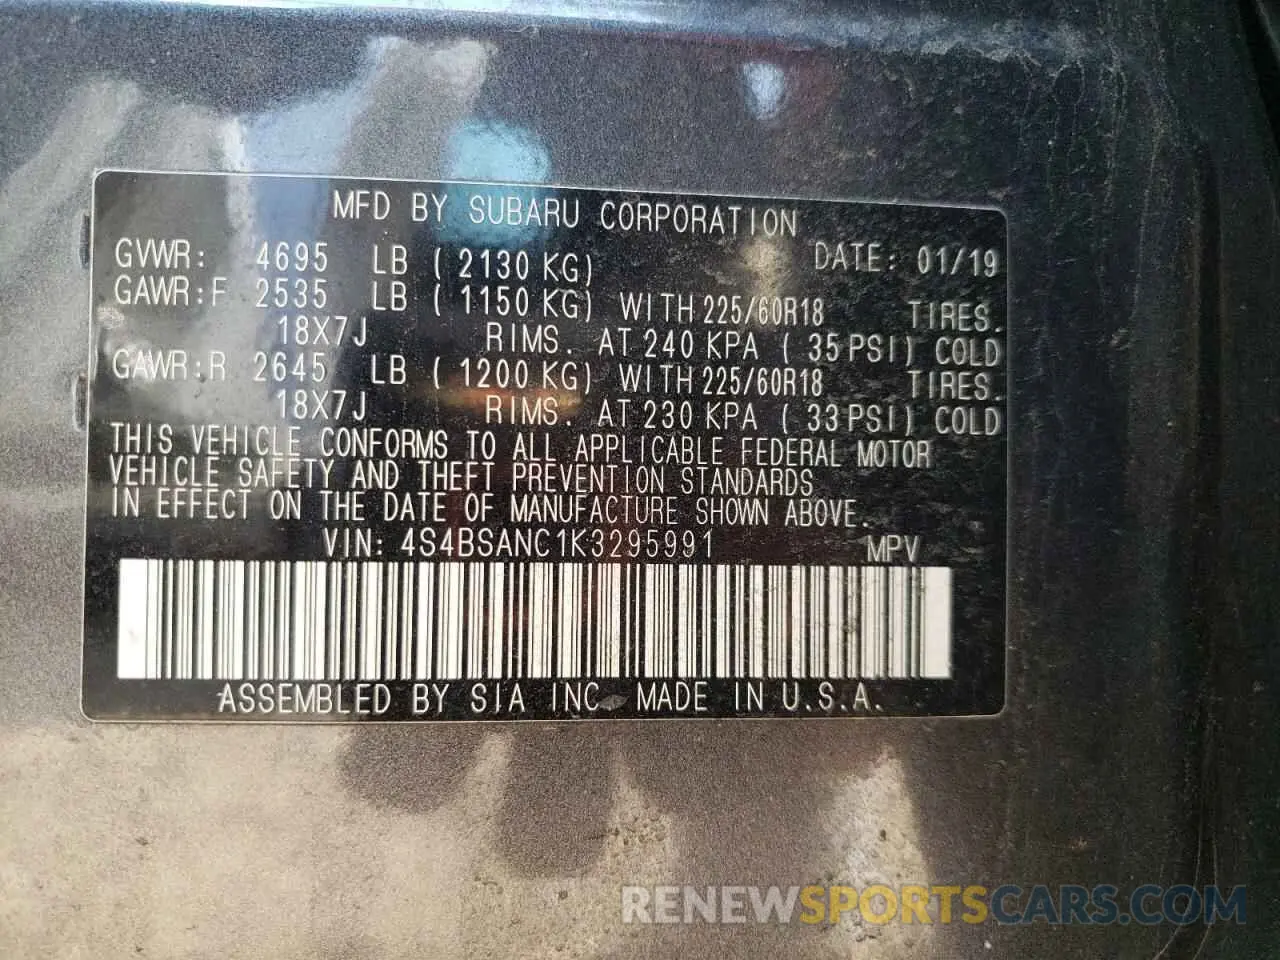 MFD BY SUBARU CORPORATION
GVWR: 4695 LB (2130 KG) DATE: 01/19
GAWR:F 2535 LB (1150 KG) WITH 225/60R18 TIRES.
18X7J RIMS. AT 240 KPA (35 PSI) COLD
GAWR:R 2645 LB (1200 KG) WITH 225/60R18 TIRES.
18X7J RIMS. AT 230 KPA (33 PSI) COLD
THIS VEHICLE CONFORMS TO ALL APPLICABLE FEDERAL MOTOR
VEHICLE SAFETY AND THEFT PREVENTION STANDARDS
IN EFFECT ON THE DATE OF MANUFACTURE SHOWN ABOVE.
VIN: 4S4BSANC1K3295991 MPV
ASSEMBLED BY SIA INC. MADE IN U.S.A.
RENEWSPORTSCARS.COM